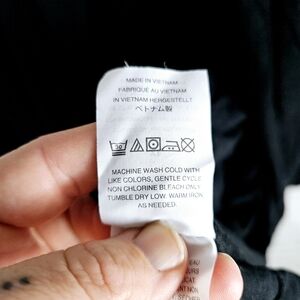 MADE IN VIETNAM
FABRIQUÉ AU VIETNAM
IN VIETNAM HERGESTELLT
ベトナム製
MACHINE WASH COLD WITH
LIKE COLORS, GENTLE CYCLE
NON CHLORINE BLEACH ONLY
TUMBLE DRY LOW. WARM IRON
AS NEEDED.
EAU